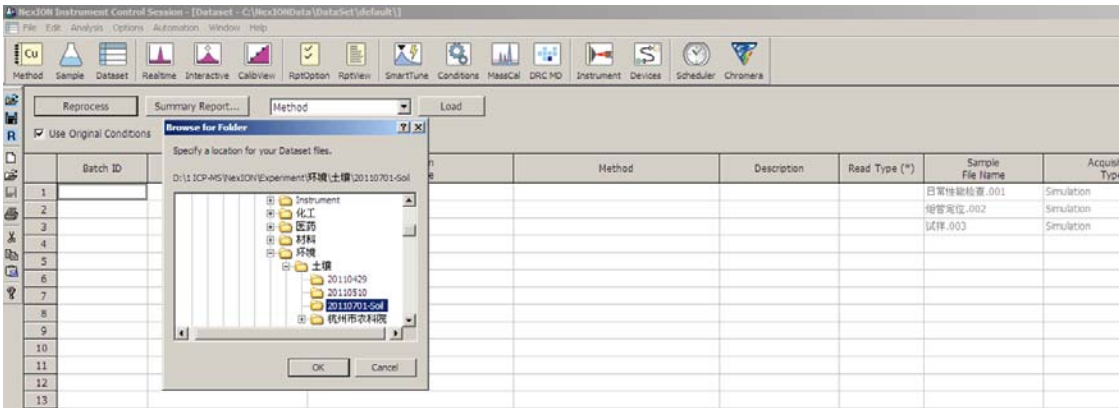 NexION Instrument Control Session - [Dataset - C:\NexIONData\DataSet\default\]
File Edit Analysis Options Automation Window Help
Cu
Method Sample Dataset Realtime Interactive CalibView RptOption RptView SmartTune Conditions MassCal DRC MD Instrument Devices Scheduler Chromera
Reprocess Summary Report... Method Load
R
Use Original Conditions
Browse for Folder
Specify a location for your Dataset files.
D:\1 ICP-MS\NexION\Experiment\环境\土壤\20110701-Soil
Batch ID Method Description Read Type (*) Sample File Name
Instrument
化工
医药
材料
环境
土壤
20110429
20110510
20110701-Soil
杭州市农科院
OK Cancel
1 日常性能检查.001 Simulation
2 炬管定位.002 Simulation
3 试样.003 Simulation
4
5
6
7
8
9
10
11
12
13